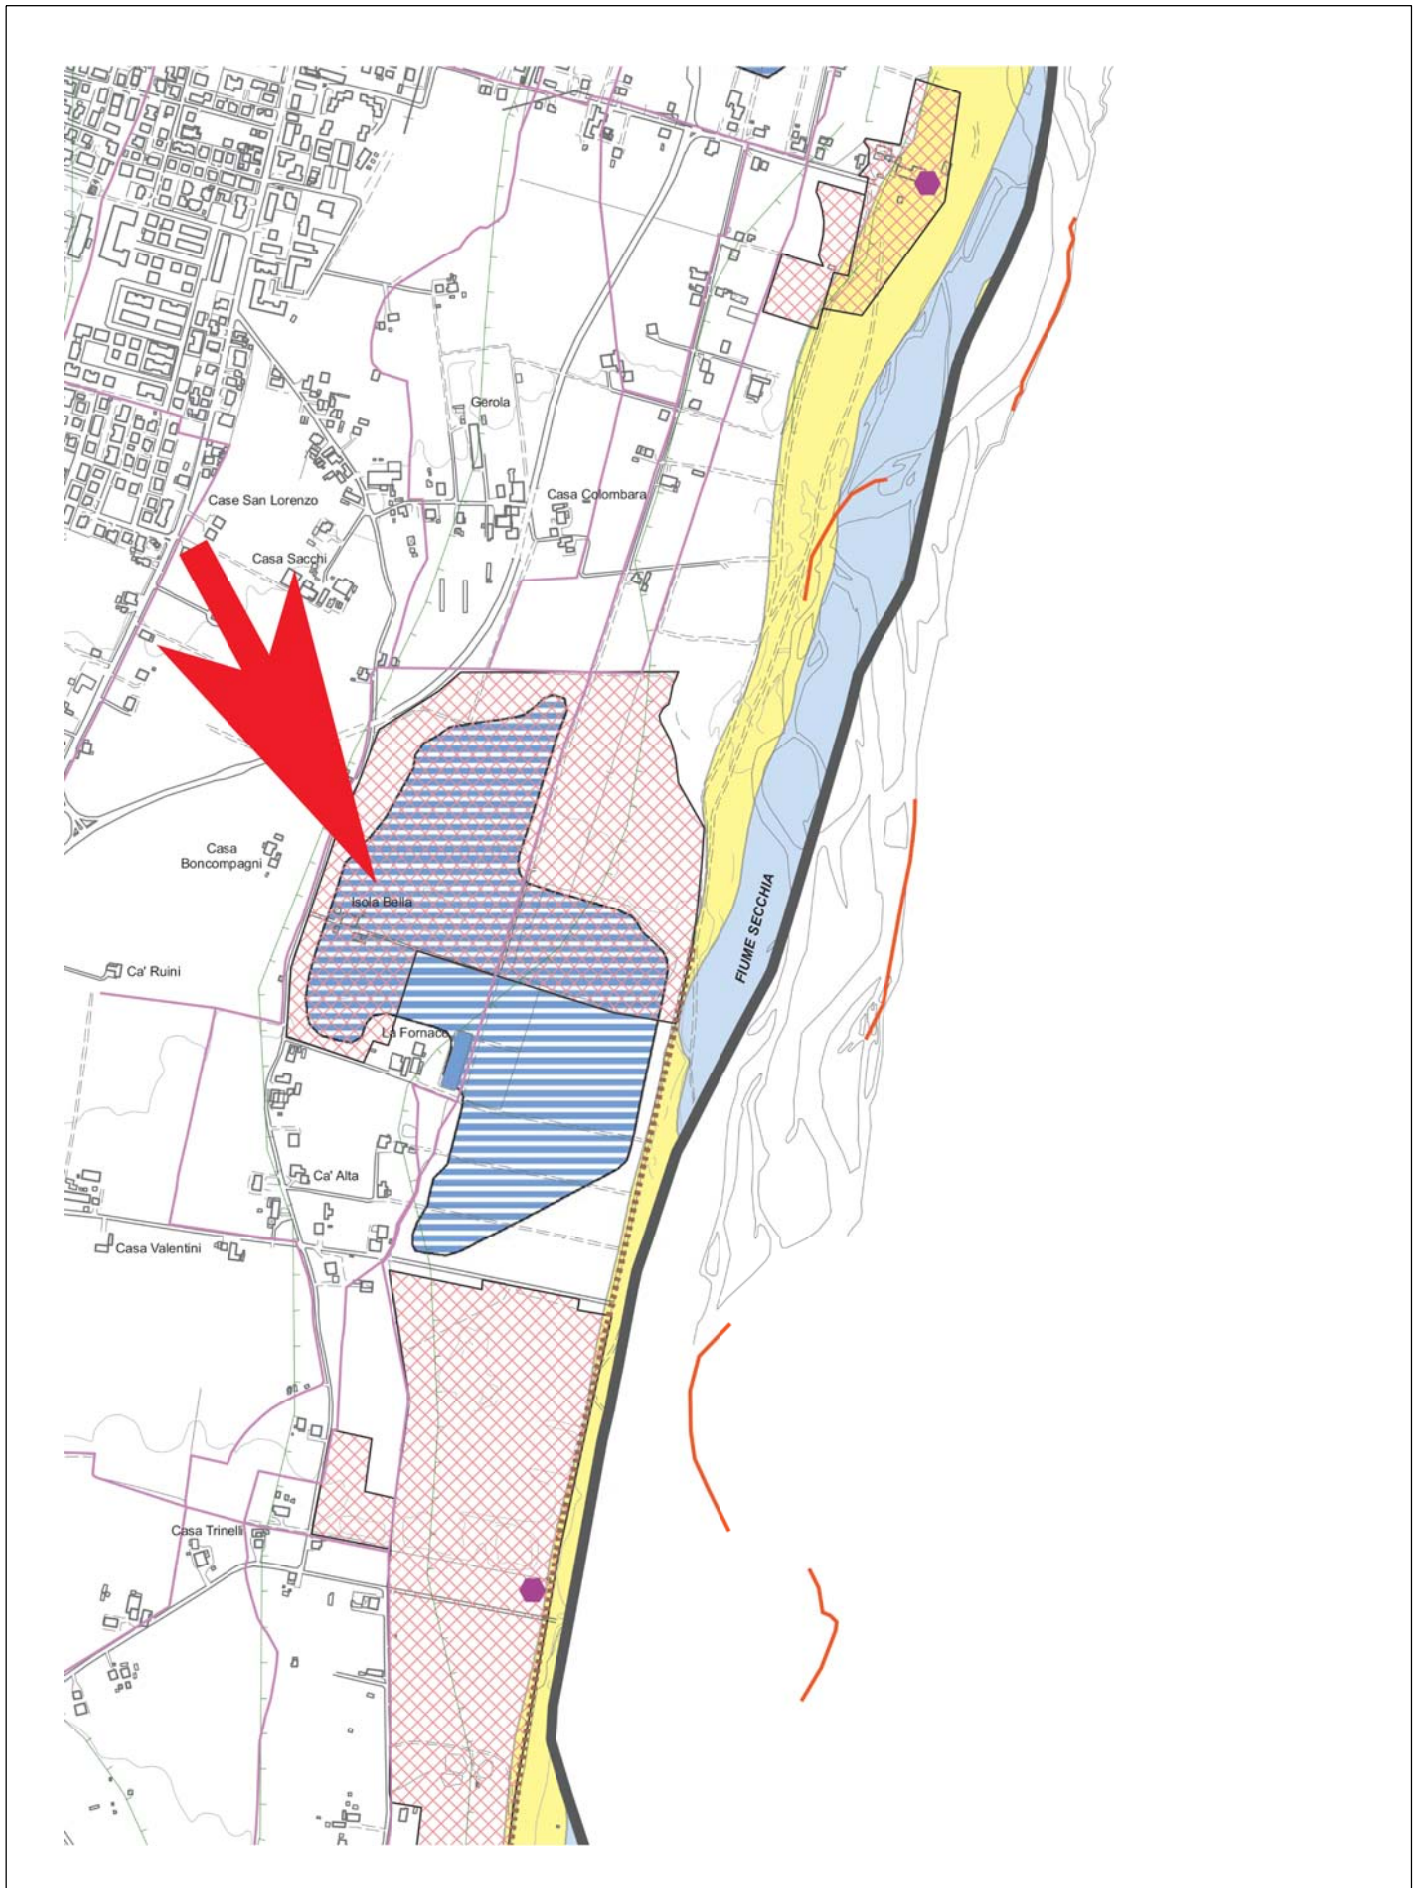 Gerola
Case San Lorenzo
Casa Colombara
Casa Sacchi
Casa
Boncompagni
Isola Bella
FIUME SECCHIA
Ca' Ruini
La Fornace
Ca' Alta
Casa Valentini
Casa Trinelli